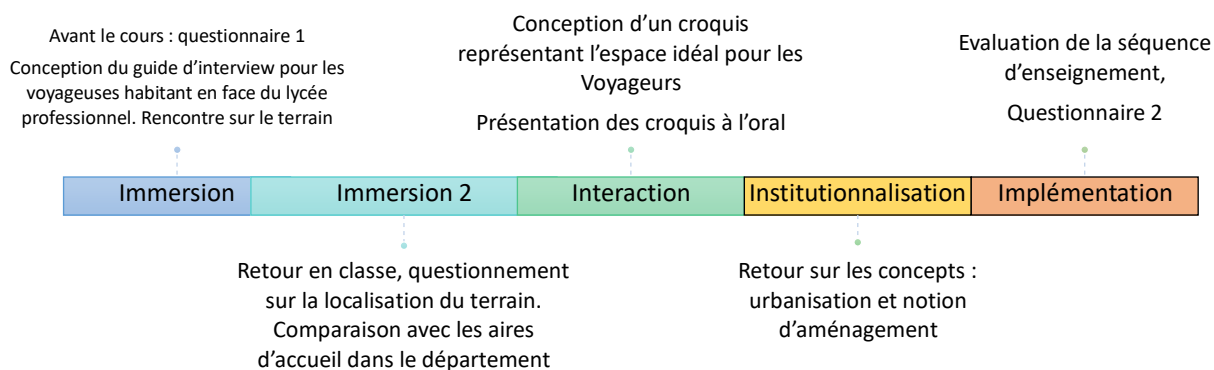 Avant le cours : questionnaire 1
Conception du guide d'interview pour les
voyageuses habitant en face du lycée
professionnel. Rencontre sur le terrain
Conception d'un croquis
représentant l'espace idéal pour les
Voyageurs
Présentation des croquis à l'oral
Evaluation de la séquence
d'enseignement,
Questionnaire 2
Immersion
Immersion 2
Interaction
Institutionnalisation
Implémentation
Retour en classe, questionnement
sur la localisation du terrain.
Comparaison avec les aires
d'accueil dans le département
Retour sur les concepts :
urbanisation et notion
d'aménagement